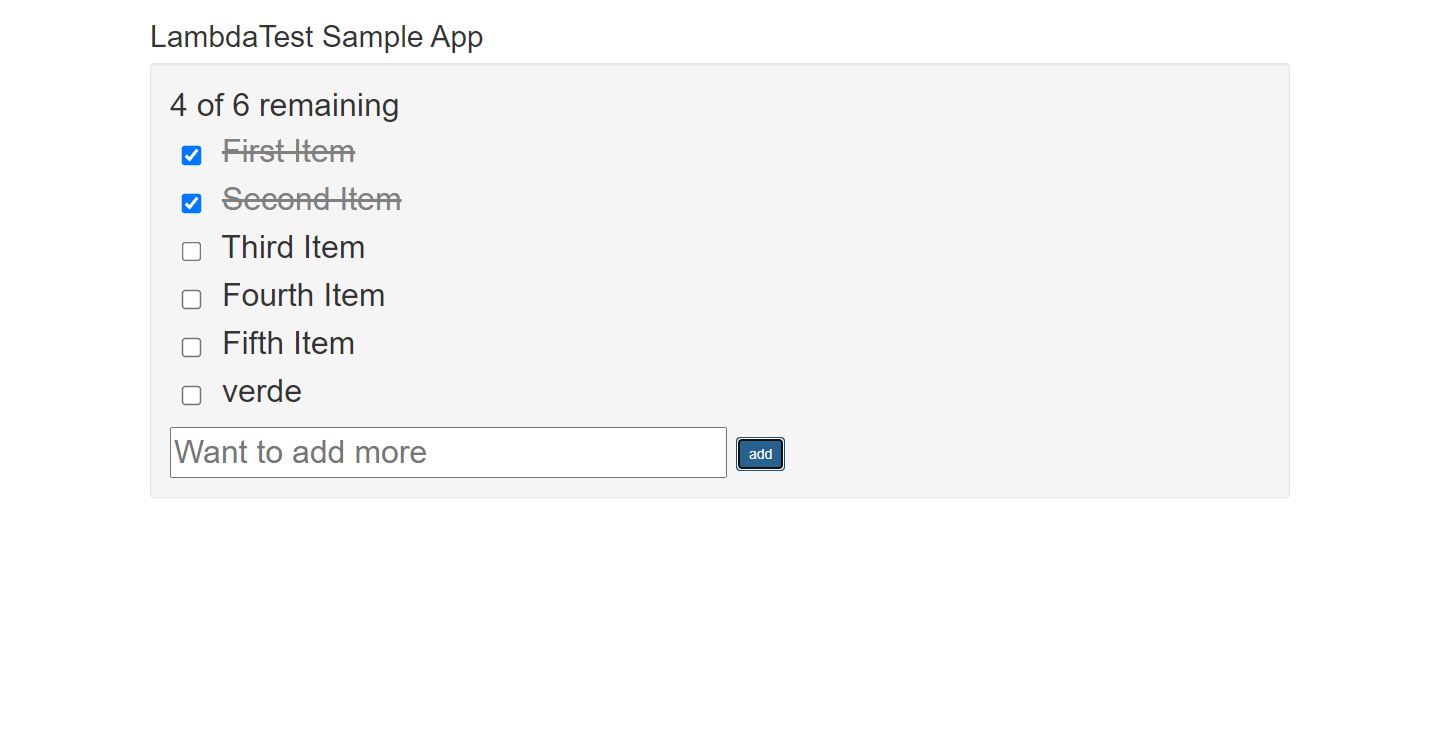 LambdaTest Sample App
4 of 6 remaining
First Item
Second Item
Third Item
Fourth Item
Fifth Item
verde
Want to add more
add